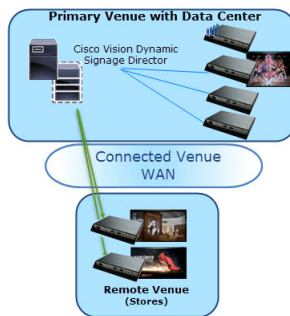 Primary Venue with Data Center
Cisco Vision Dynamic
Signage Director
Connected Venue
WAN
Remote Venue
(Stores)